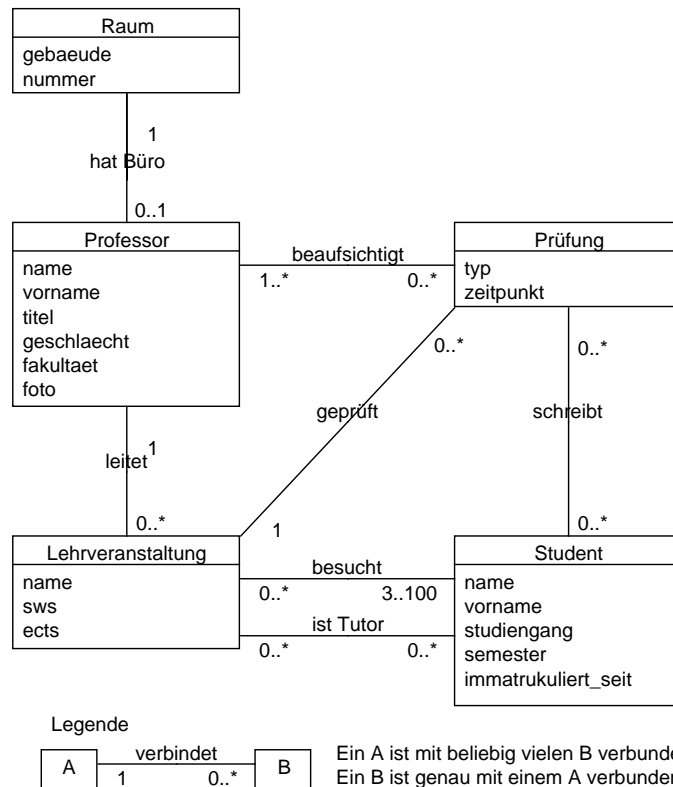 Raum
gebaeude
nummer
1
hat Büro
0..1
Professor
name
vorname
titel
geschlaecht
fakultaet
foto
beaufsichtigt
1..*
0..*
Prüfung
typ
zeitpunkt
0..*
0..*
geprüft
schreibt
1
leitet
0..*
1
0..*
Lehrveranstaltung
name
sws
ects
besucht
0..*
3..100
ist Tutor
0..*
0..*
Student
name
vorname
studiengang
semester
immatrukuliert_seit
Legende
A
verbindet
1
0..*
B
Ein A ist mit beliebig vielen B verbunde
Ein B ist genau mit einem A verbunden